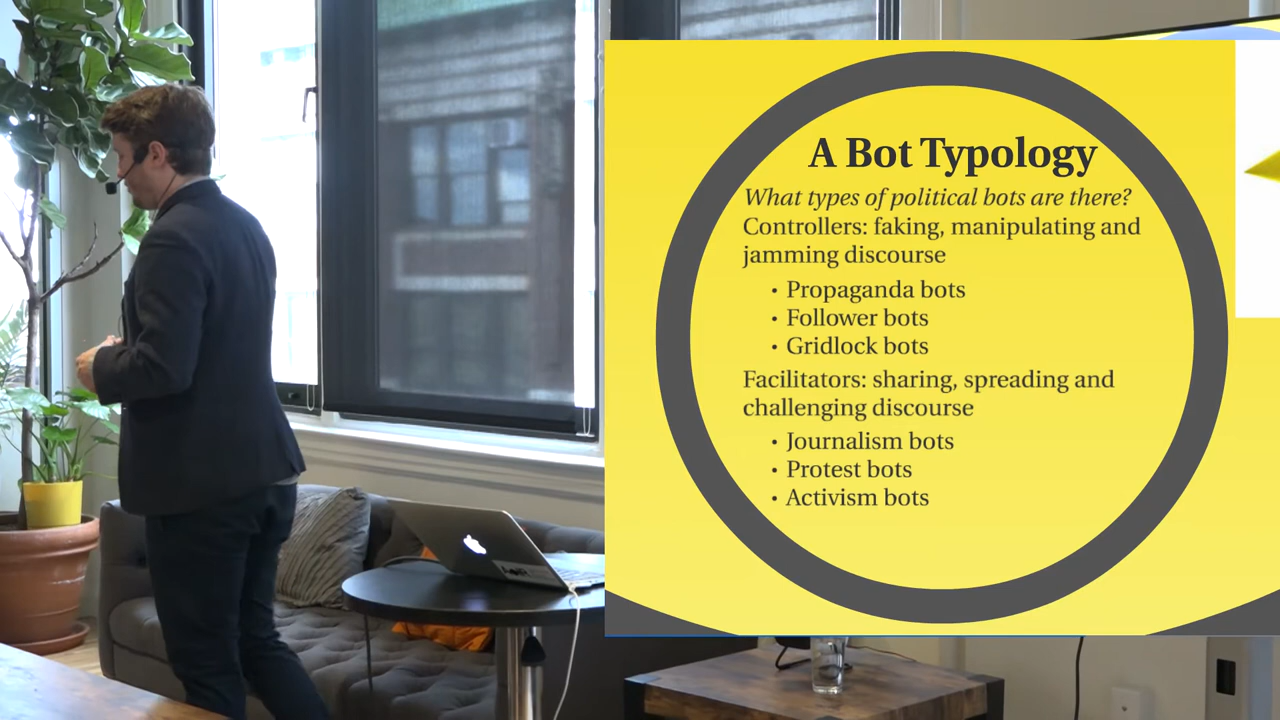 A Bot Typology
What types of political bots are there?
Controllers: faking, manipulating and
jamming discourse
• Propaganda bots
• Follower bots
• Gridlock bots
Facilitators: sharing, spreading and
challenging discourse
• Journalism bots
• Protest bots
• Activism bots